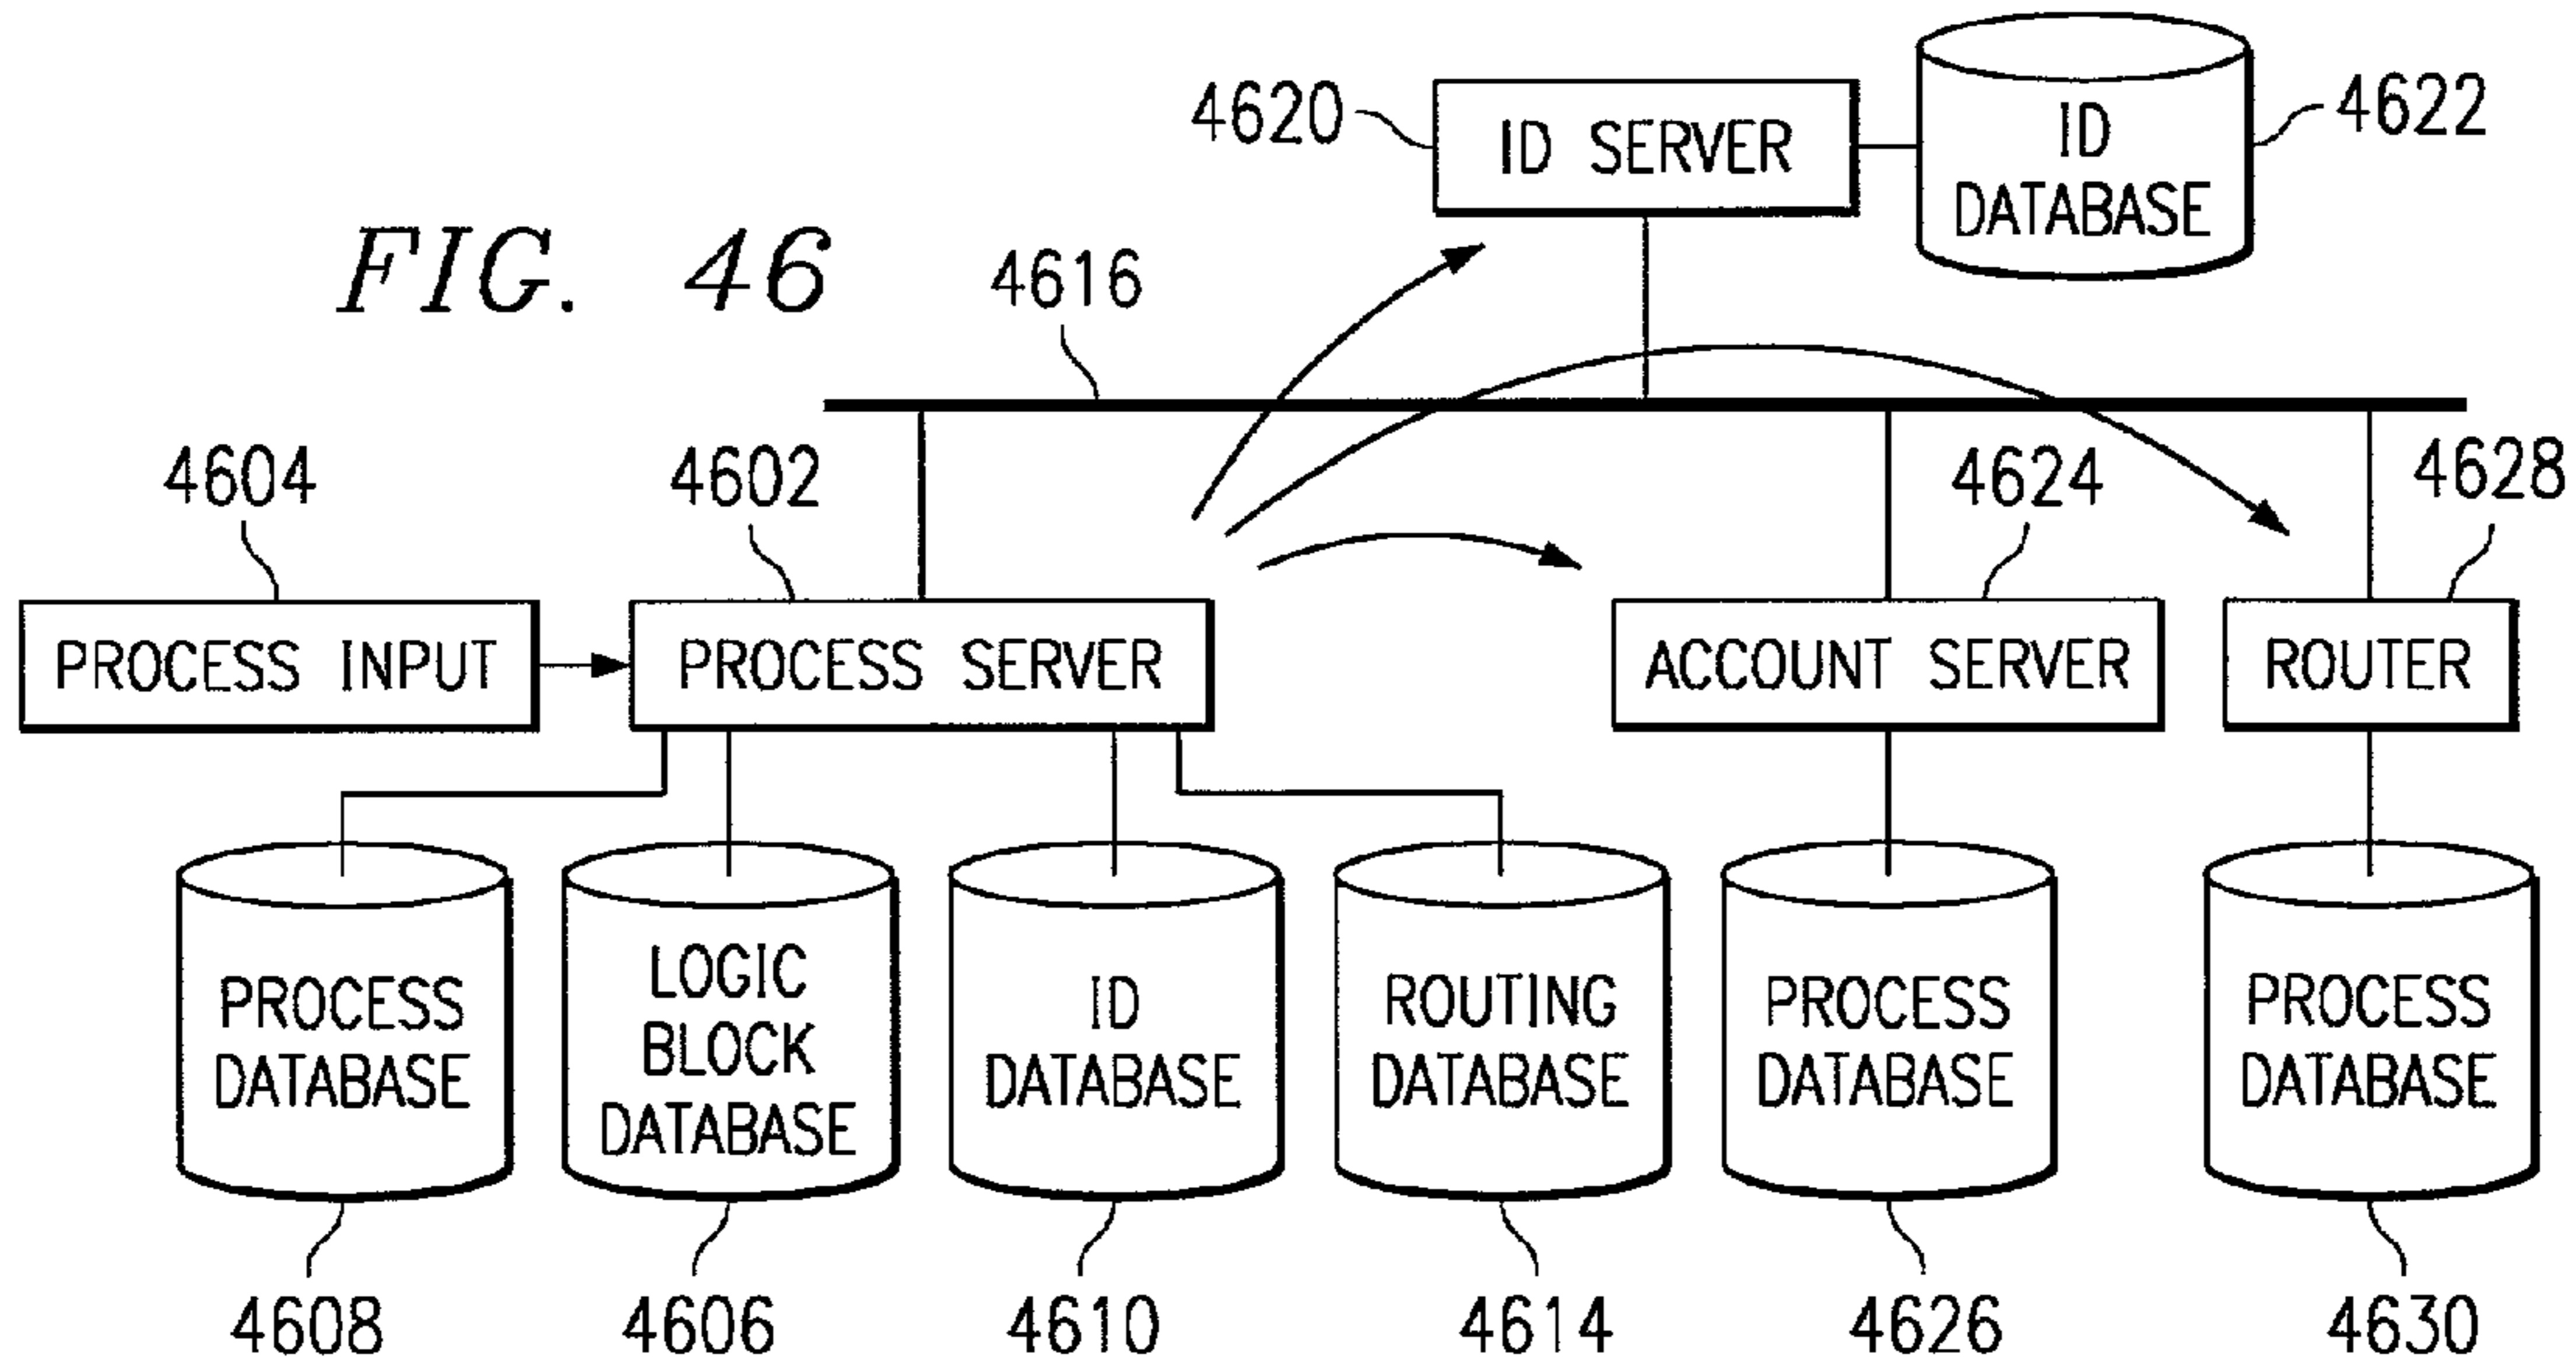 4620
ID SERVER
ID
DATABASE
4622
FIG. 46
4616
4604
4602
4624
4628
PROCESS INPUT
PROCESS SERVER
ACCOUNT SERVER
ROUTER
PROCESS
DATABASE
LOGIC
BLOCK
DATABASE
ID
DATABASE
ROUTING
DATABASE
PROCESS
DATABASE
PROCESS
DATABASE
4608
4606
4610
4614
4626
4630